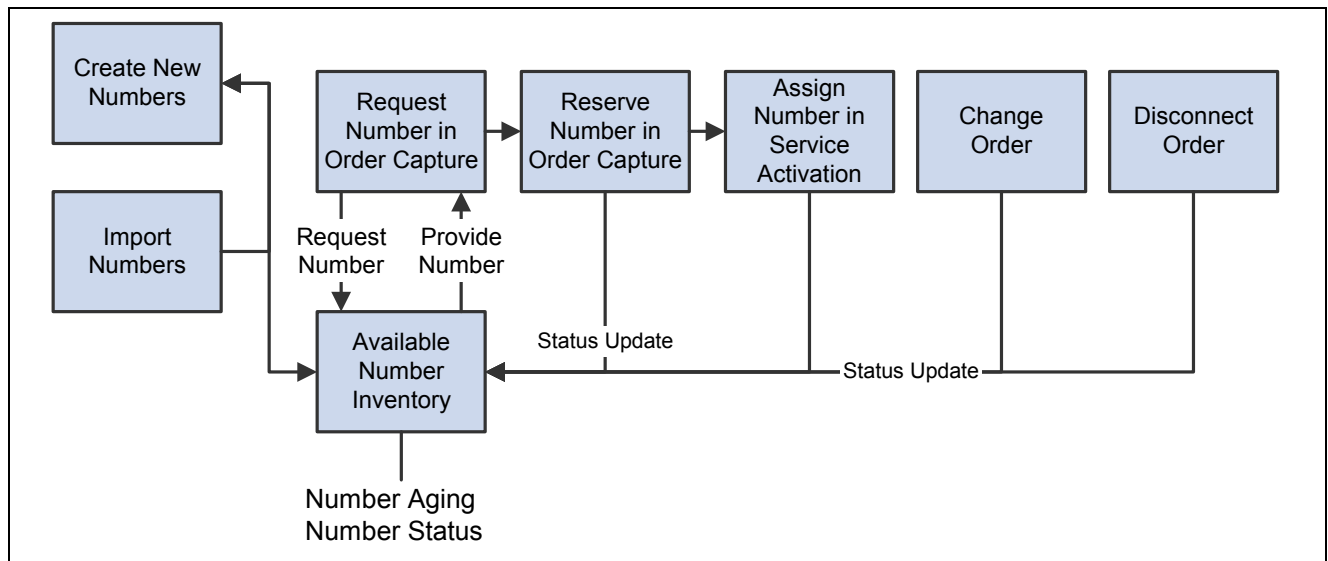 Create New
Numbers
Request
Number in
Order Capture
Reserve
Number in
Order Capture
Assign
Number in
Service
Activation
Change
Order
Disconnect
Order
Import
Numbers
Request
Number
Provide
Number
Available
Number
Inventory
Status Update
Status Update
Number Aging
Number Status